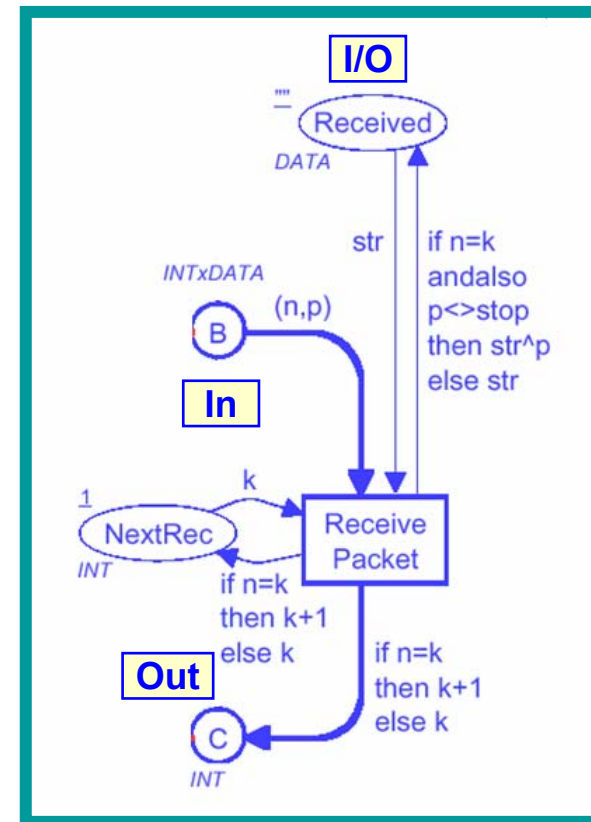 I/O
""
Received
DATA
str
if n=k
andalso
p<>stop
then str^p
else str
INTxDATA
(n,p)
B
In
k
1
NextRec
INT
Receive
Packet
if n=k
then k+1
else k
Out
if n=k
then k+1
else k
C
INT